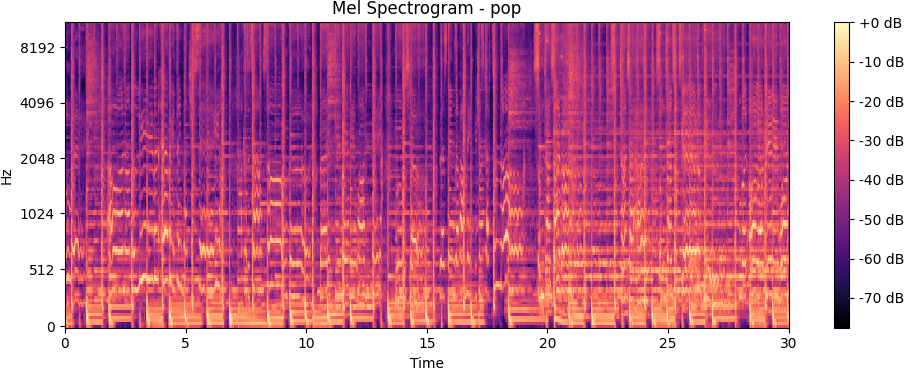 Mel Spectrogram - pop
8192
4096
2048
1024
512
0
Hz
0 5 10 15 20 25 30
Time
+0 dB
-10 dB
-20 dB
-30 dB
-40 dB
-50 dB
-60 dB
-70 dB